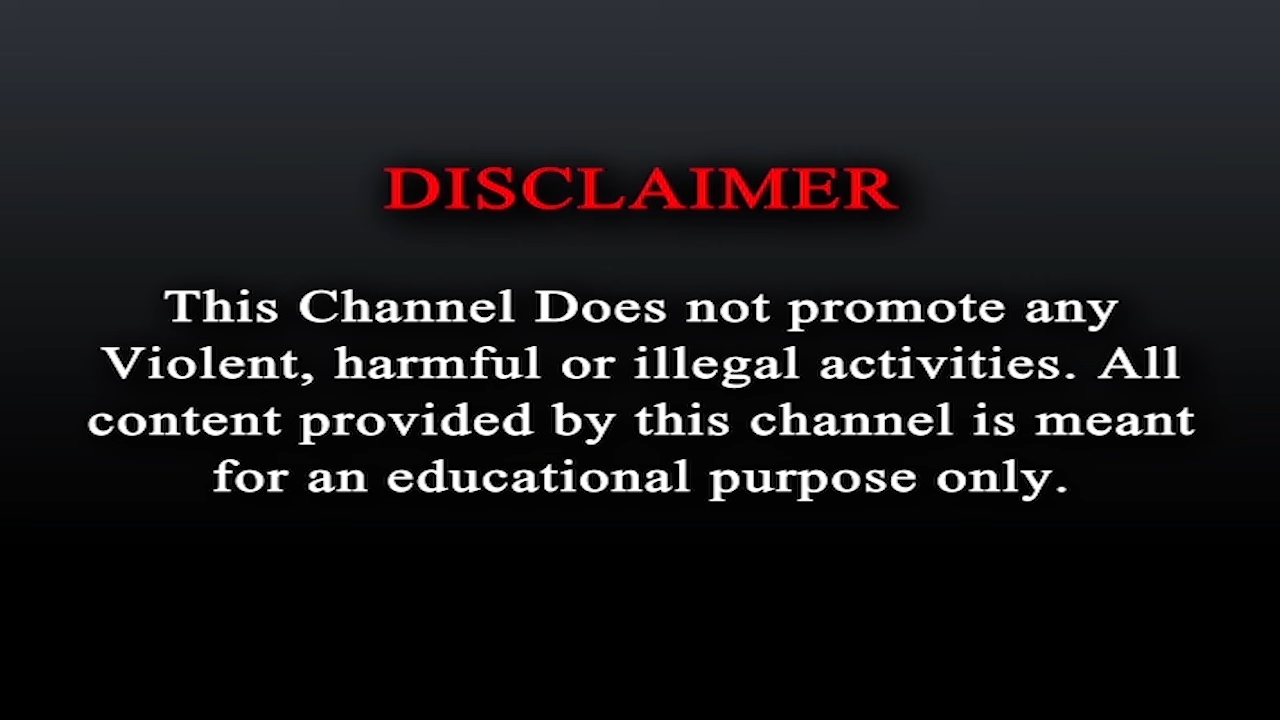 DISCLAIMER
This Channel Does not promote any
Violent, harmful or illegal activities. All
content provided by this channel is meant
for an educational purpose only.